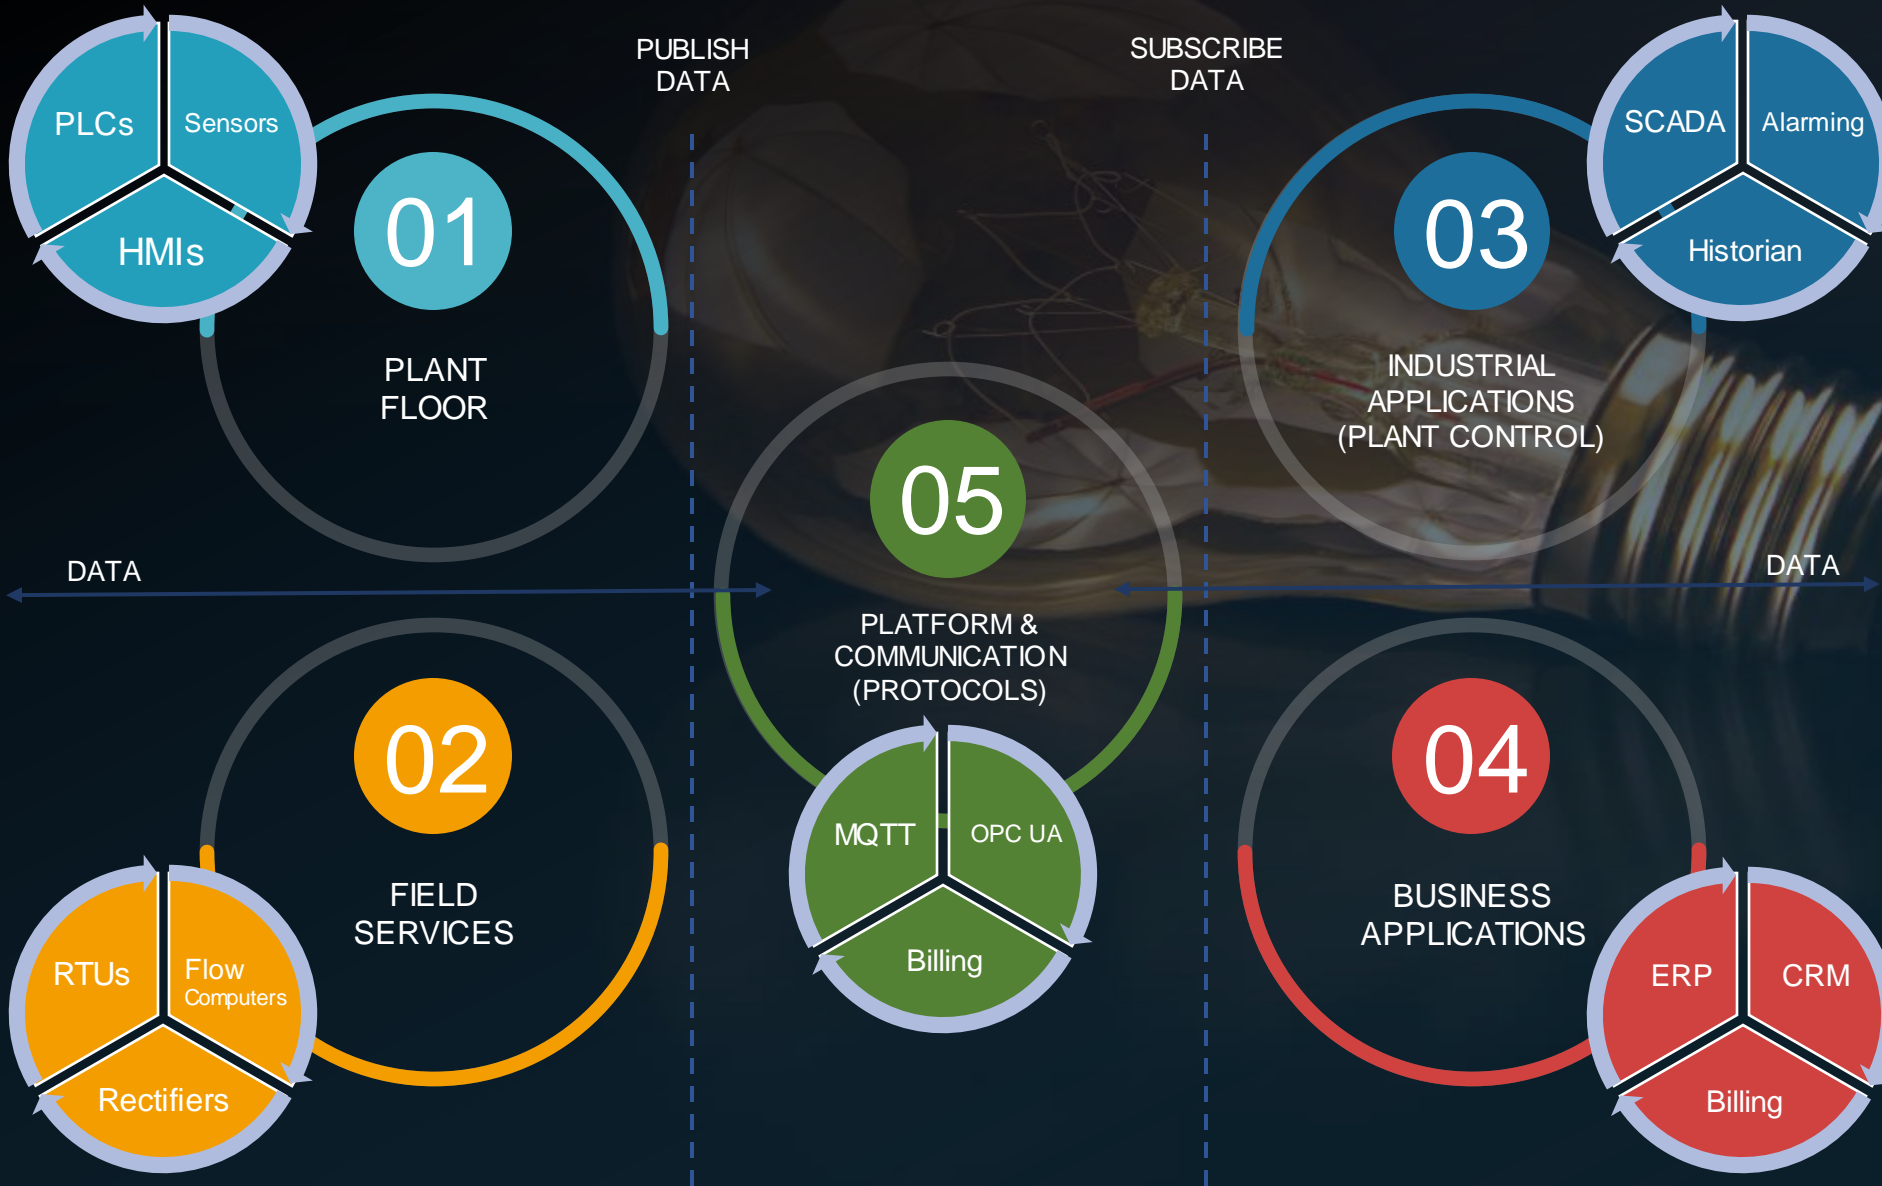 PUBLISH
DATA
SUBSCRIBE
DATA
PLCs
Sensors
HMIs
01
PLANT
FLOOR
SCADA
Alarming
Historian
03
INDUSTRIAL
APPLICATIONS
(PLANT CONTROL)
DATA
DATA
05
PLATFORM &
COMMUNICATION
(PROTOCOLS)
MQTT
OPC UA
Billing
02
FIELD
SERVICES
RTUs
Flow
Computers
Rectifiers
04
BUSINESS
APPLICATIONS
ERP
CRM
Billing